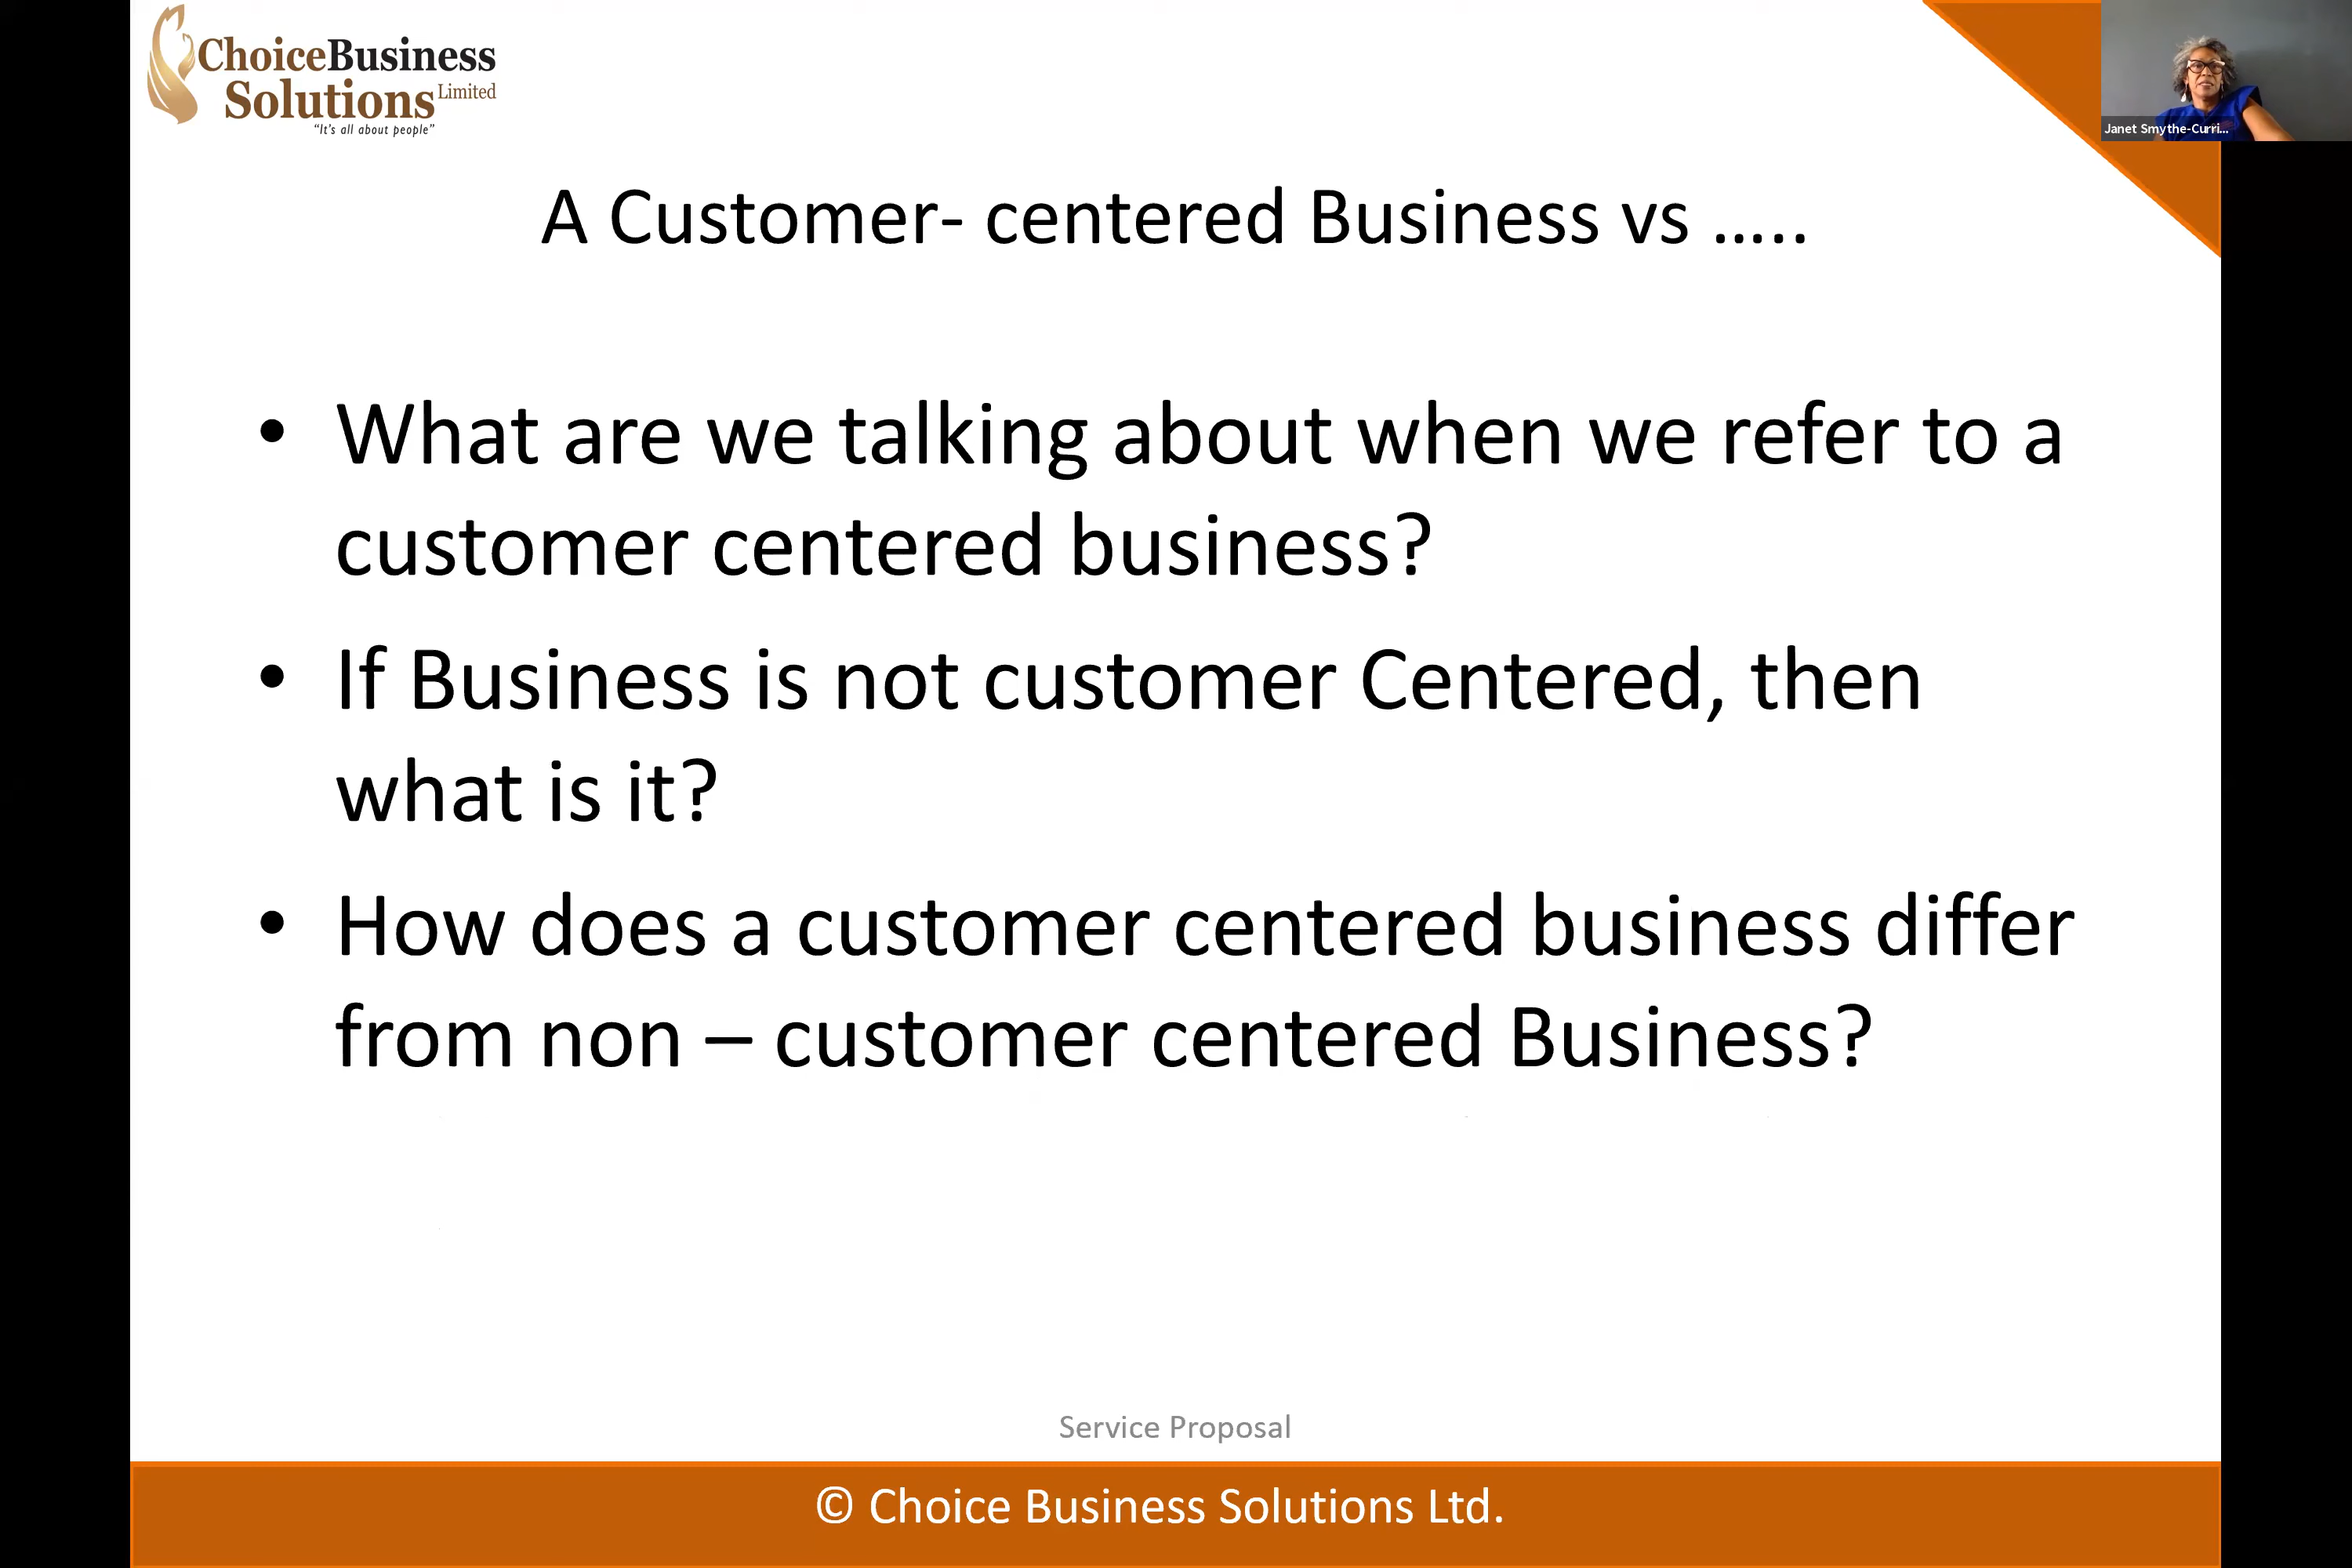 ChoiceBusiness
Solutions Limited
"It's all about people"
Janet Smythe-Curri...
A Customer- centered Business vs .....
• What are we talking about when we refer to a
customer centered business?
• If Business is not customer Centered, then
what is it?
• How does a customer centered business differ
from non – customer centered Business?
Service Proposal
© Choice Business Solutions Ltd.